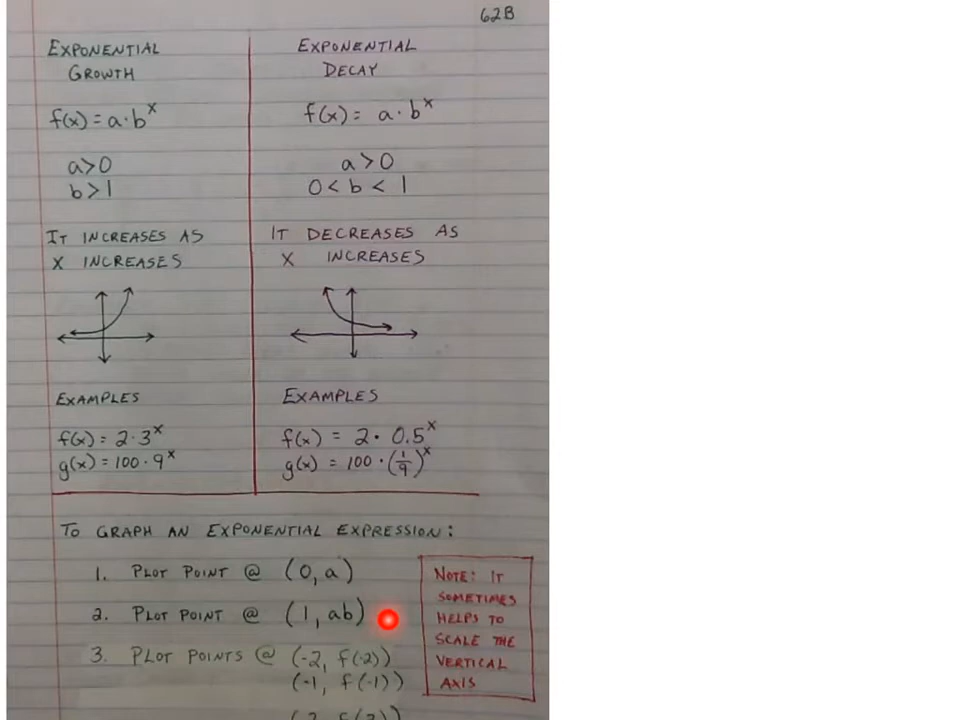 62B
EXPONENTIAL
GROWTH
f(x) = a · b^x
a > 0
b > 1
IT INCREASES AS
X INCREASES
EXAMPLES
f(x) = 2 · 3^x
g(x) = 100 · 9^x
EXPONENTIAL
DECAY
f(x) = a · b^x
a > 0
0 < b < 1
IT DECREASES AS
X INCREASES
EXAMPLES
f(x) = 2 · 0.5^x
g(x) = 100 · (1/9)^x
TO GRAPH AN EXPONENTIAL EXPRESSION:
1. PLOT POINT @ (0, a)
2. PLOT POINT @ (1, ab)
3. PLOT POINTS @ (-2, f(-2))
(-1, f(-1))
(2, f(2))
NOTE: IT
SOMETIMES
HELPS TO
SCALE THE
VERTICAL
AXIS